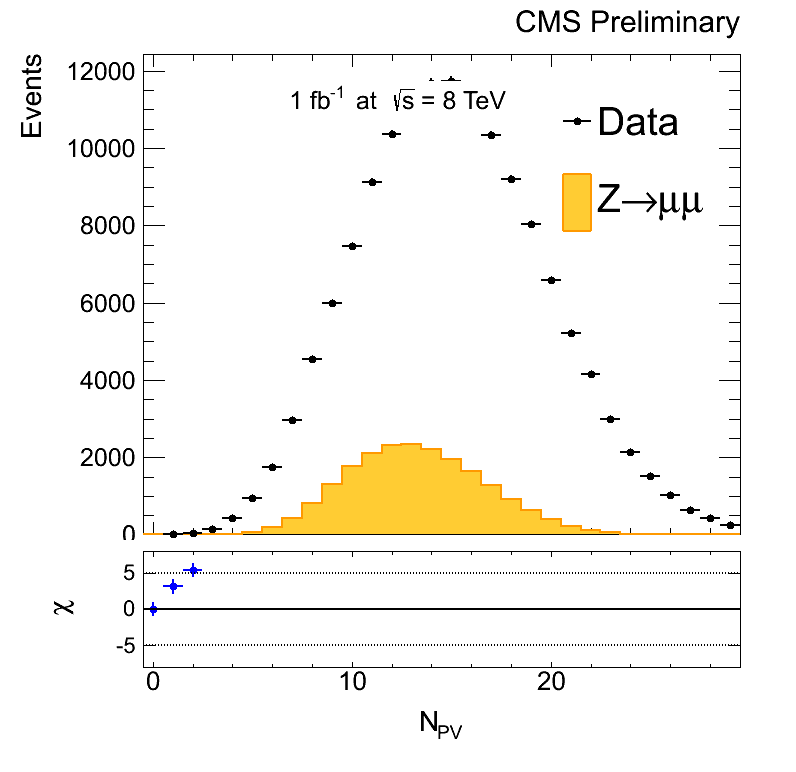 CMS Preliminary
Events
12000
10000
8000
6000
4000
2000
0
1 fb-1 at √s = 8 TeV
Data
Z→μμ
χ
5
0
-5
0 10 20
NPV